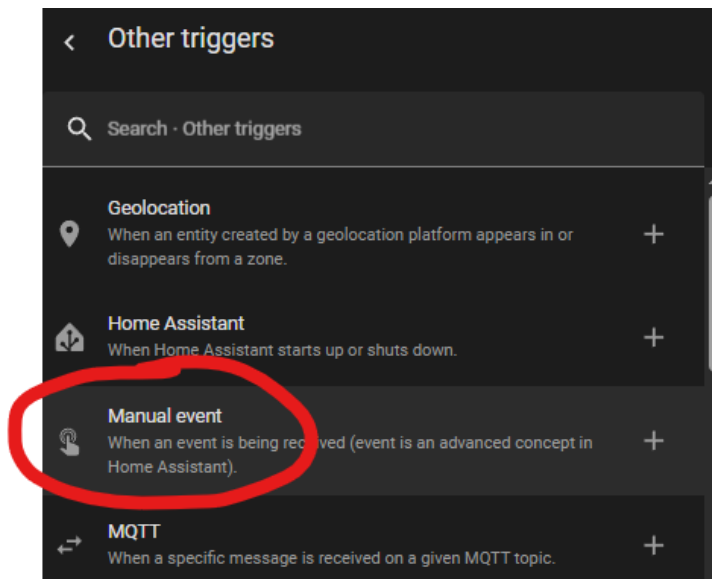 Other triggers
Search · Other triggers
Geolocation
When an entity created by a geolocation platform appears in or
disappears from a zone.
Home Assistant
When Home Assistant starts up or shuts down.
Manual event
When an event is being received (event is an advanced concept in
Home Assistant).
MQTT
When a specific message is received on a given MQTT topic.